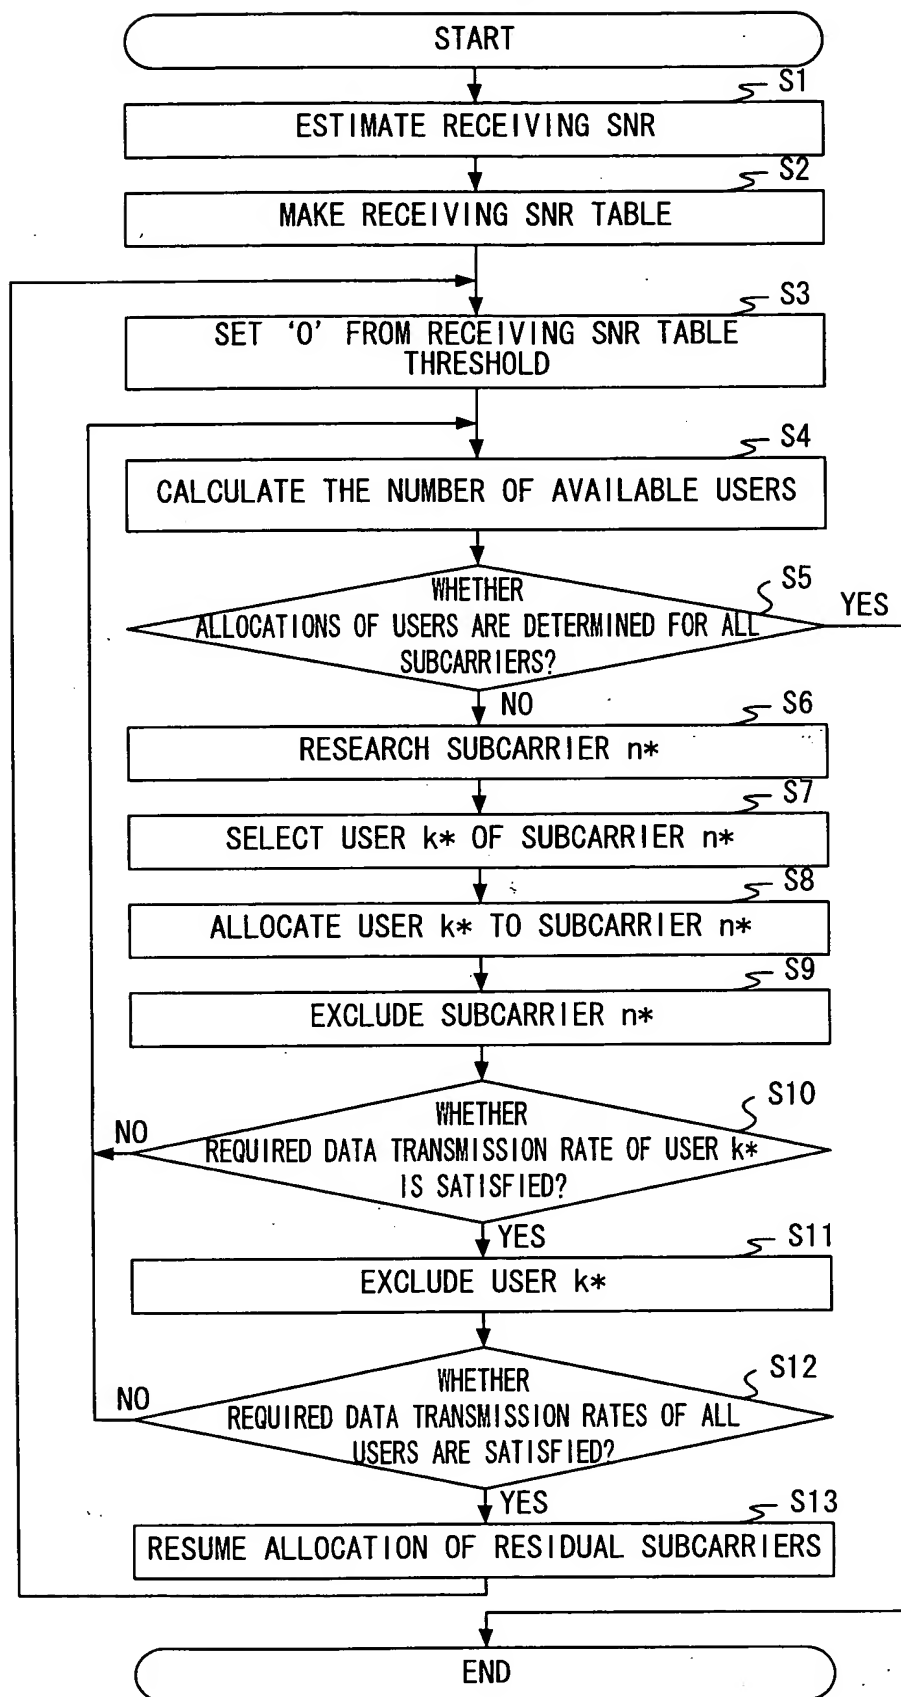 START
S1
ESTIMATE RECEIVING SNR
S2
MAKE RECEIVING SNR TABLE
S3
SET '0' FROM RECEIVING SNR TABLE
THRESHOLD
S4
CALCULATE THE NUMBER OF AVAILABLE USERS
S5
WHETHER
ALLOCATIONS OF USERS ARE DETERMINED FOR ALL
SUBCARRIERS?
YES
NO
S6
RESEARCH SUBCARRIER n*
S7
SELECT USER k* OF SUBCARRIER n*
S8
ALLOCATE USER k* TO SUBCARRIER n*
S9
EXCLUDE SUBCARRIER n*
S10
WHETHER
REQUIRED DATA TRANSMISSION RATE OF USER k*
IS SATISFIED?
NO
YES
S11
EXCLUDE USER k*
S12
WHETHER
REQUIRED DATA TRANSMISSION RATES OF ALL
USERS ARE SATISFIED?
NO
YES
S13
RESUME ALLOCATION OF RESIDUAL SUBCARRIERS
END